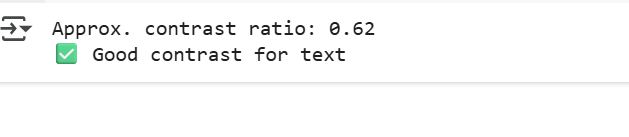 Approx. contrast ratio: 0.62
✅ Good contrast for text